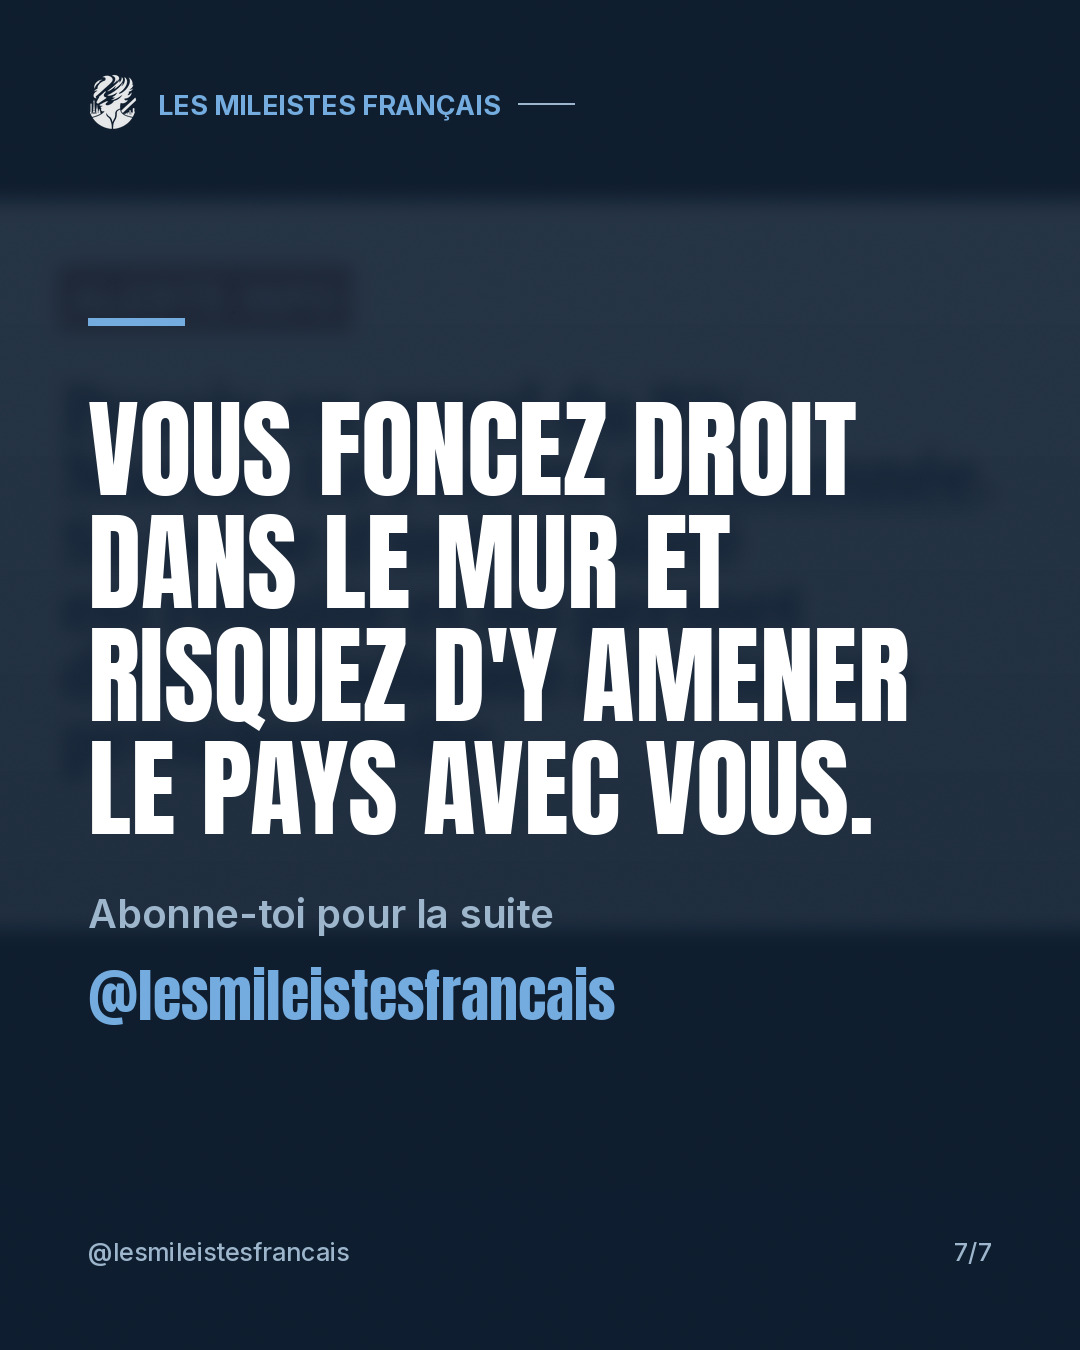 LES MILEISTES FRANÇAIS
VOUS FONCEZ DROIT
DANS LE MUR ET
RISQUEZ D'Y AMENER
LE PAYS AVEC VOUS.
Abonne-toi pour la suite
@lesmileistesfrancais
@lesmileistesfrancais
7/7